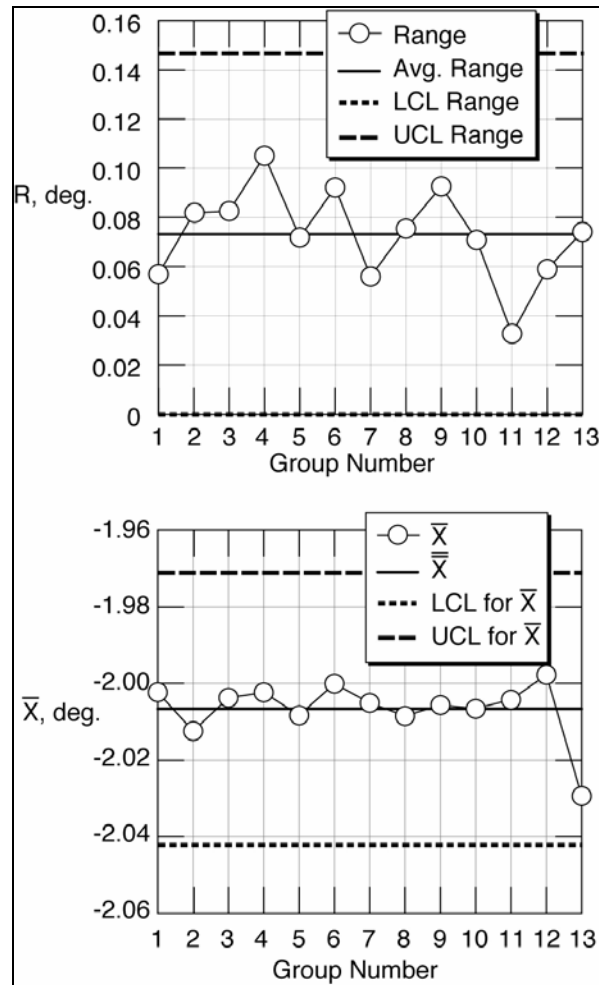 0.16
0.14
0.12
0.10
0.08
0.06
0.04
0.02
0
R, deg.
Range
Avg. Range
LCL Range
UCL Range
1 2 3 4 5 6 7 8 9 10 11 12 13
Group Number
-1.96
-1.98
-2.00
-2.02
-2.04
-2.06
X̅, deg.
X̅
X̿
LCL for X̅
UCL for X̅
1 2 3 4 5 6 7 8 9 10 11 12 13
Group Number